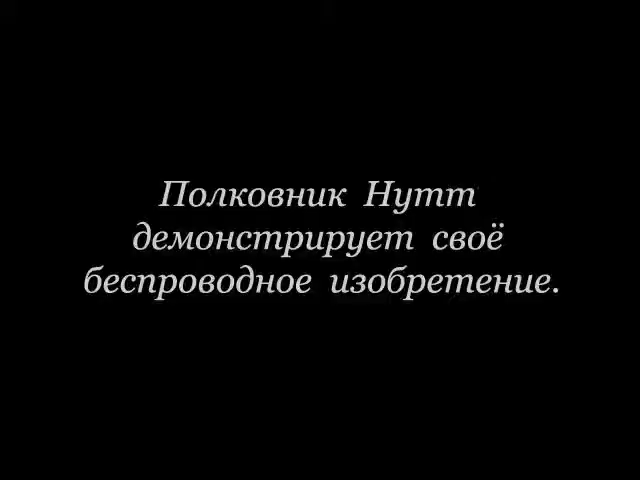 Полковник Нутт
демонстрирует своё
беспроводное изобретение.